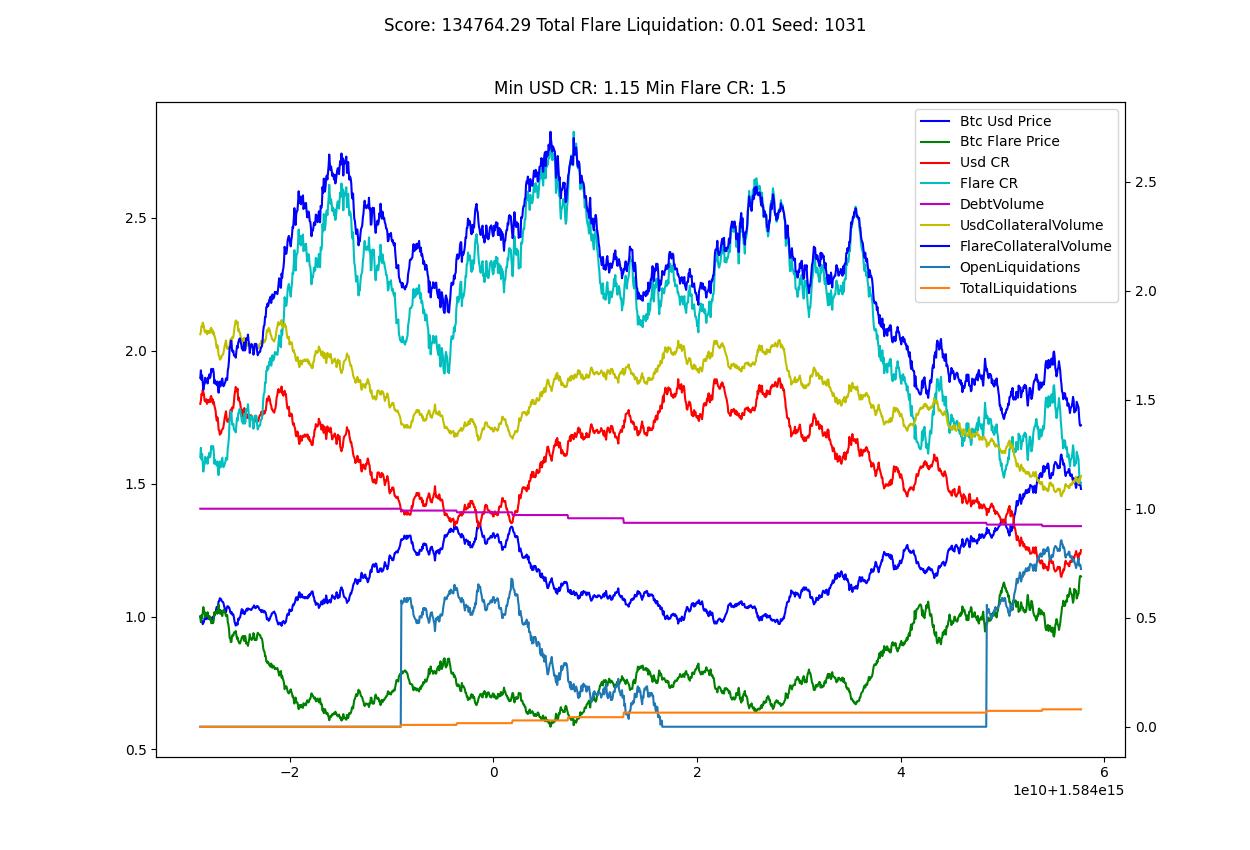 Score: 134764.29 Total Flare Liquidation: 0.01 Seed: 1031
Min USD CR: 1.15 Min Flare CR: 1.5
Btc Usd Price
Btc Flare Price
Usd CR
Flare CR
DebtVolume
UsdCollateralVolume
FlareCollateralVolume
OpenLiquidations
TotalLiquidations
2.5
2.0
1.5
1.0
0.5
2.5
2.0
1.5
1.0
0.5
0.0
−2
0
2
4
6
1e10+1.584e15